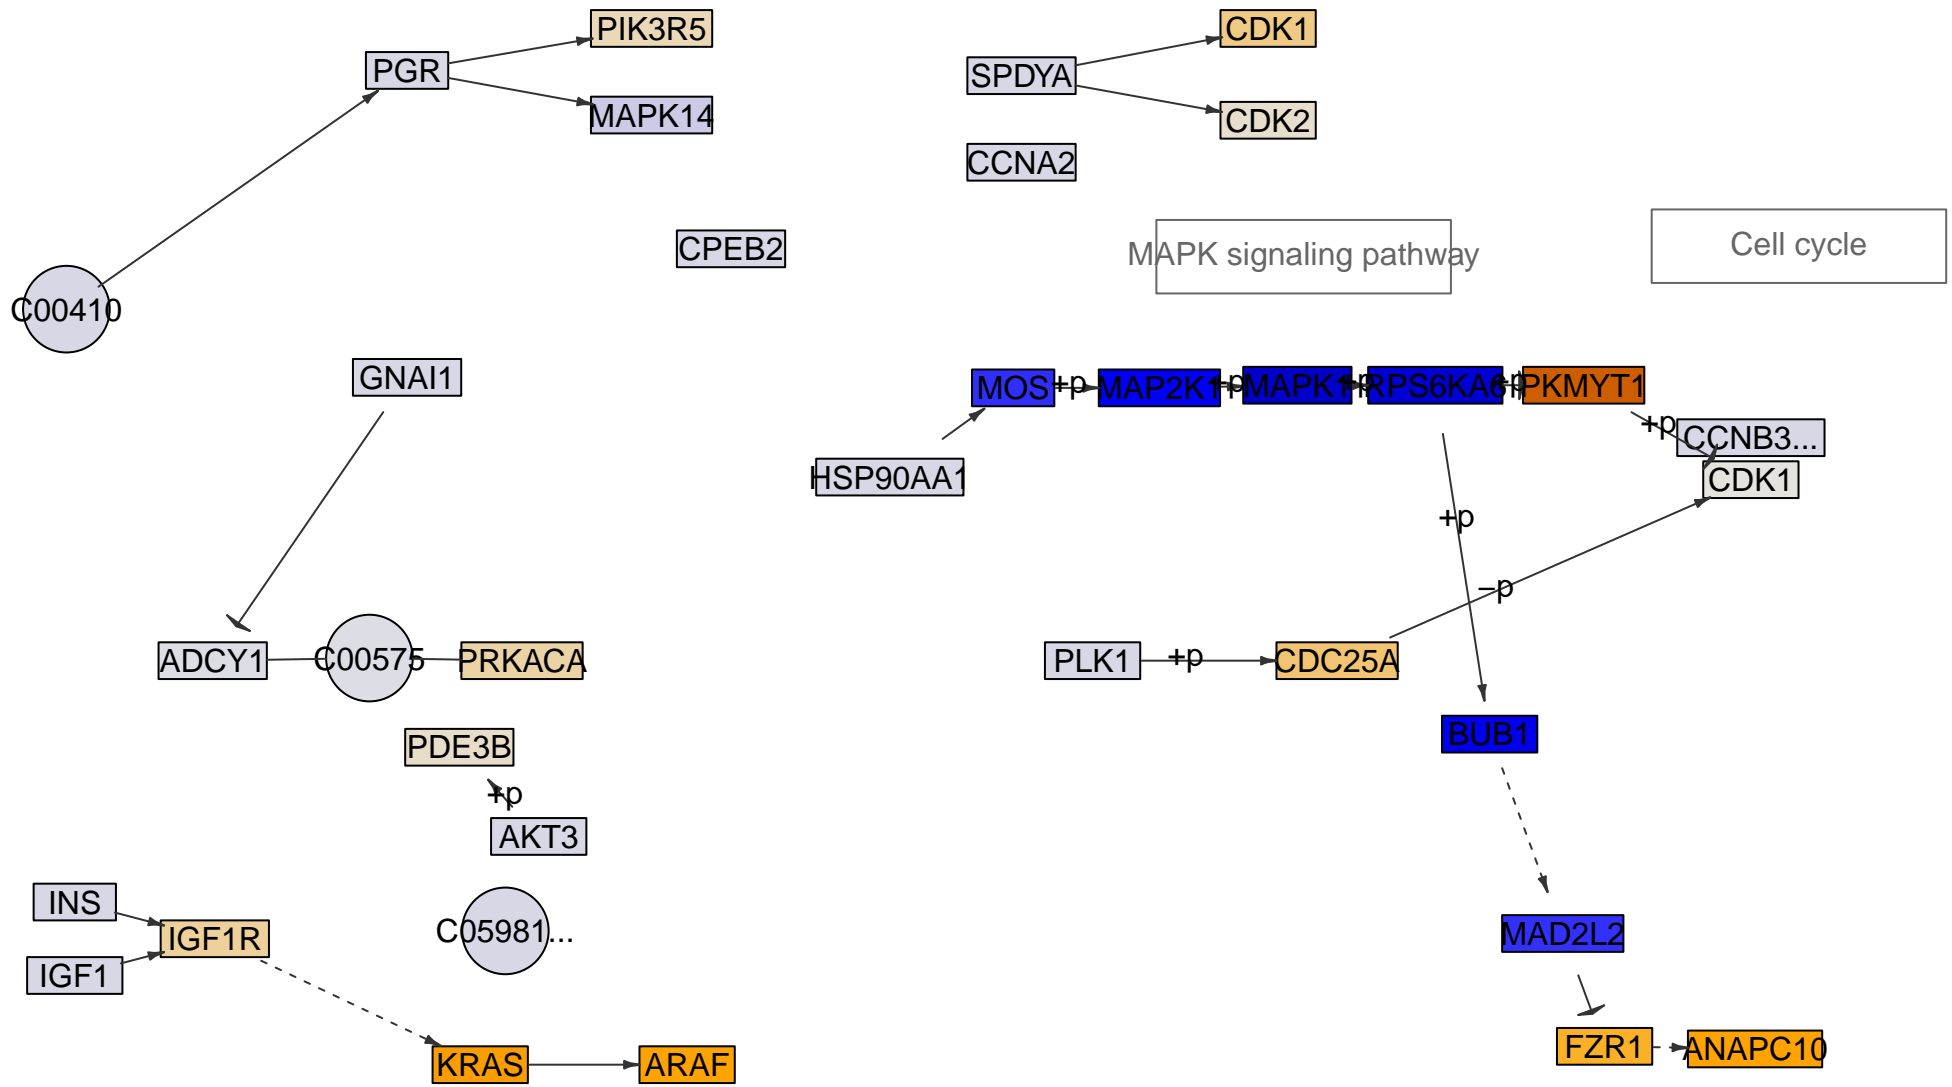 PIK3R5
CDK1
PGR
SPDYA
MAPK14
CDK2
CCNA2
CPEB2
MAPK signaling pathway
Cell cycle
C00410
GNAI1
MOS
+p
MAP2K1
+p
MAPK1
+p
RPS6KA6
+p
PKMYT1
+p
CCNB3...
HSP90AA1
CDK1
+p
−p
ADCY1
C00575
PRKACA
PLK1
+p
CDC25A
BUB1
PDE3B
+p
AKT3
INS
IGF1R
C05981...
MAD2L2
IGF1
KRAS
ARAF
FZR1
ANAPC10